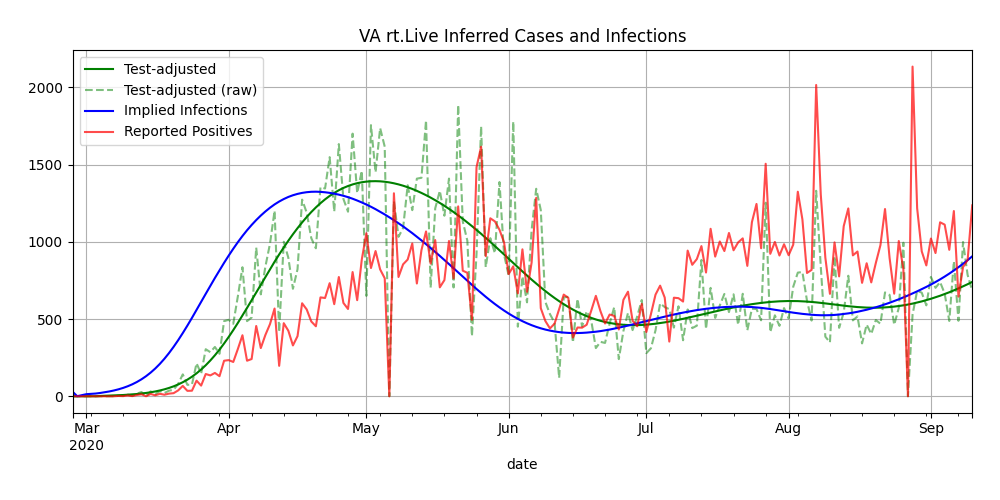 VA rt.Live Inferred Cases and Infections
Test-adjusted
Test-adjusted (raw)
Implied Infections
Reported Positives
2000
1500
1000
500
0
Mar Apr May Jun Jul Aug Sep
2020
date